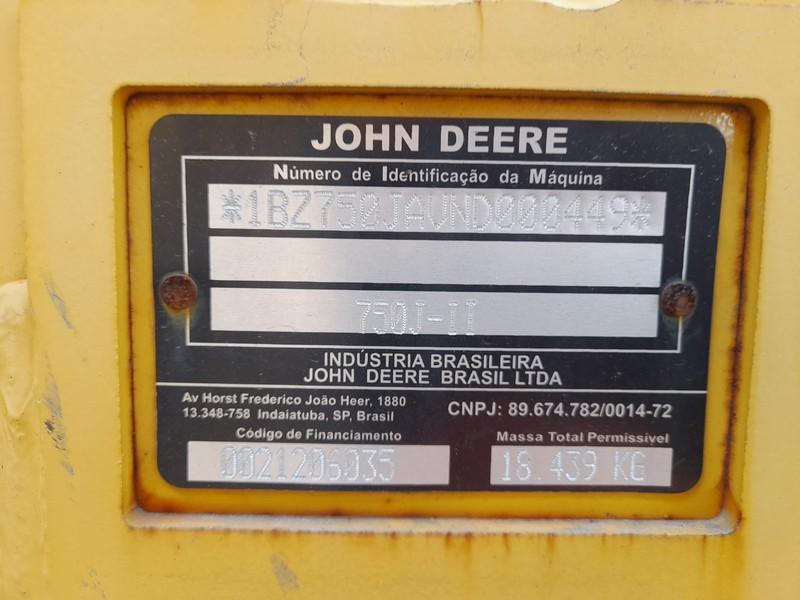 JOHN DEERE
Número de Identificação da Máquina
*1BZ750JAVND000449*
750J-II
INDÚSTRIA BRASILEIRA
JOHN DEERE BRASIL LTDA
Av Horst Frederico João Heer, 1880
13.348-758 Indaiatuba, SP, Brasil
CNPJ: 89.674.782/0014-72
Código de Financiamento
Massa Total Permissível
0021206035
18.439 KG